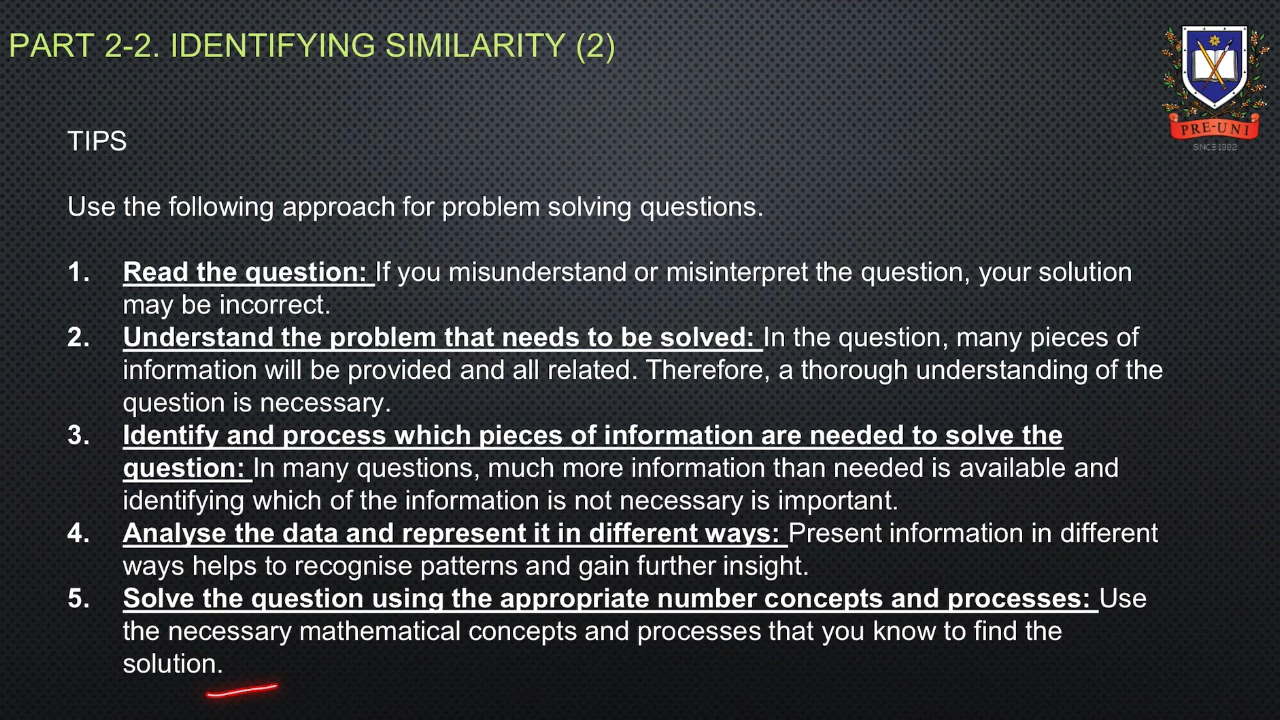 PART 2-2. IDENTIFYING SIMILARITY (2)
PRE-UNI
SINCE 1992
TIPS
Use the following approach for problem solving questions.
1. Read the question: If you misunderstand or misinterpret the question, your solution
may be incorrect.
2. Understand the problem that needs to be solved: In the question, many pieces of
information will be provided and all related. Therefore, a thorough understanding of the
question is necessary.
3. Identify and process which pieces of information are needed to solve the
question: In many questions, much more information than needed is available and
identifying which of the information is not necessary is important.
4. Analyse the data and represent it in different ways: Present information in different
ways helps to recognise patterns and gain further insight.
5. Solve the question using the appropriate number concepts and processes: Use
the necessary mathematical concepts and processes that you know to find the
solution.